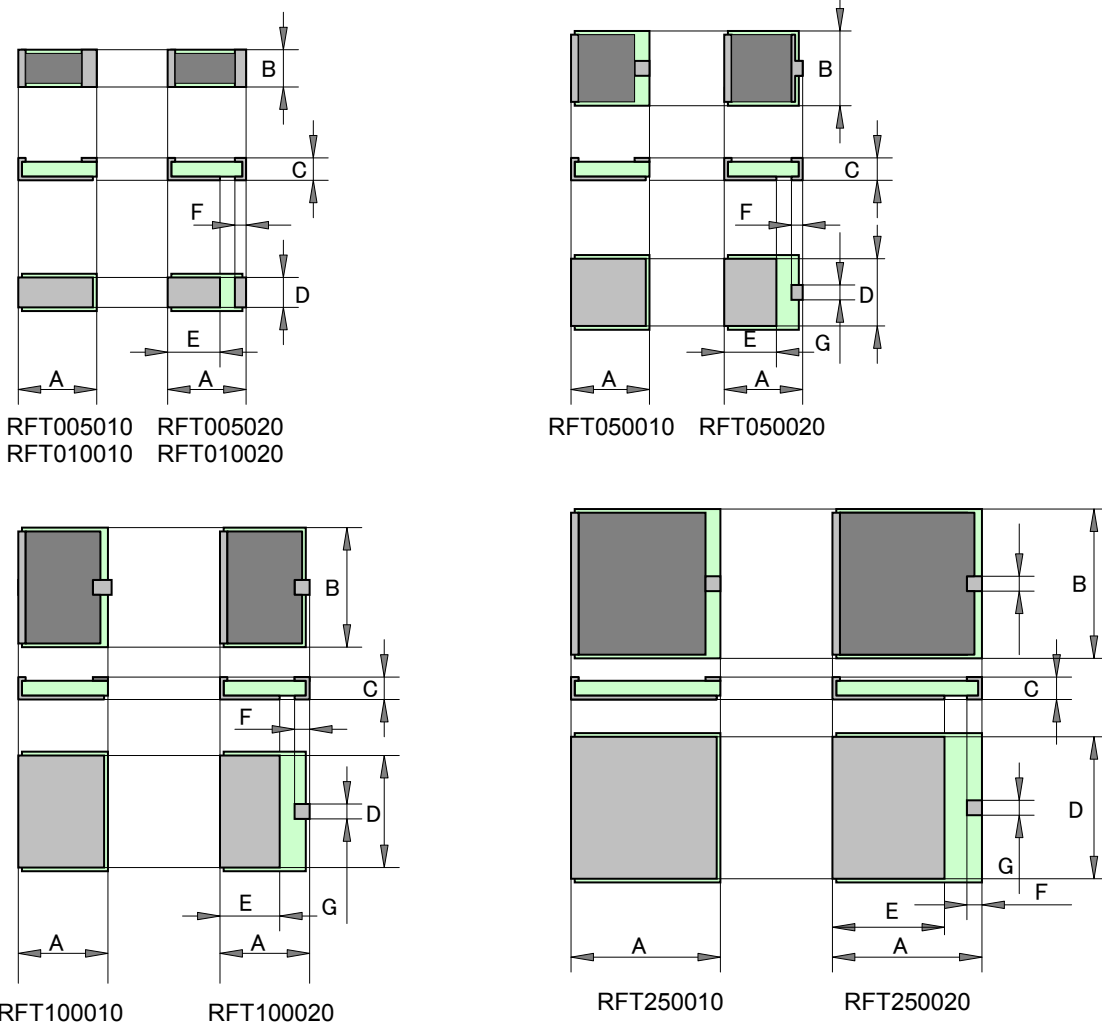 B
C
F
D
E
A A
RFT005010 RFT005020
RFT010010 RFT010020
B
C
F
D
E G
A A
RFT050010 RFT050020
B
C
F
D
E G
A A
RFT100010 RFT100020
B
C
D
G
F
E
A A
RFT250010 RFT250020